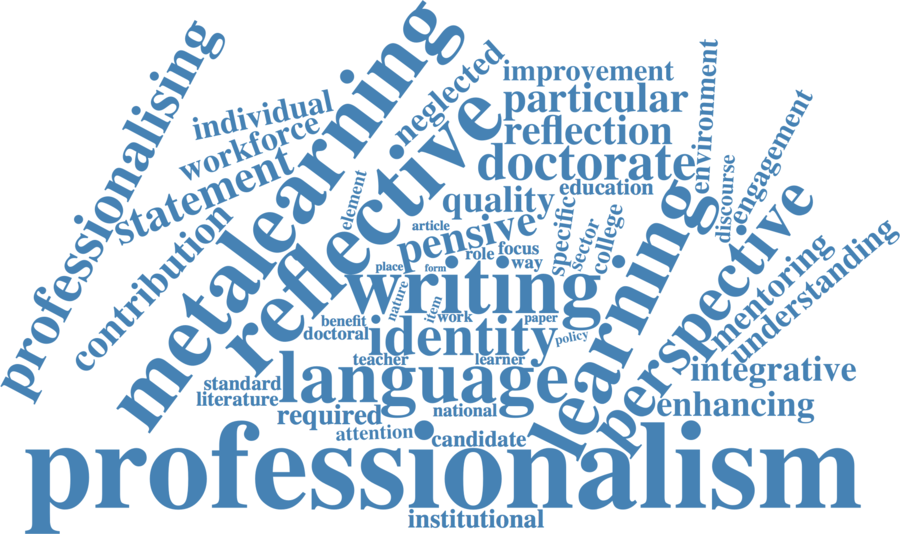 professionalising
metalearning
neglected
improvement
environment
individual
particular
workforce
reflective
reflection
engagement
statement
doctorate
discourse
element
quality
education
perspective
contribution
article
pensive
specific
sector
college
role
focus
place
form
way
learning
mentoring
understanding
writing
nature
item
benefit
work
paper
doctoral
identity
policy
teacher
learner
integrative
standard
language
literature
required
national
enhancing
attention
candidate
professionalism
institutional